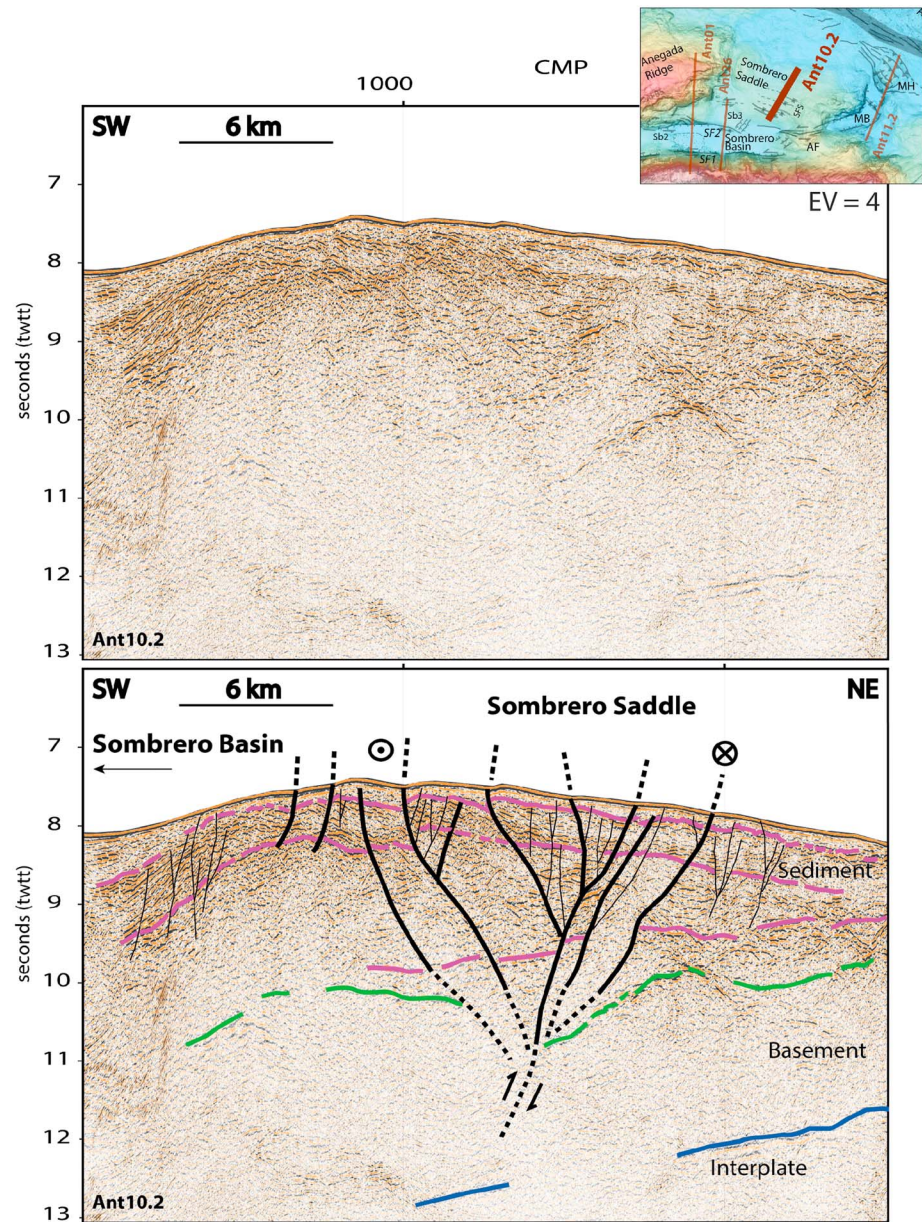 CMP
1000
SW
6 km
7
8
9
10
11
12
13
seconds (twtt)
Ant10.2
EV = 4
Anegada
Ridge
Ant01
Sombrero
Saddle
Ant10.2
SF5
MH
MB
Ant11.2
Sb3
Sb2
SF2
Sombrero
Basin
AF
SF1
SW
NE
6 km
Sombrero Saddle
Sombrero Basin
7
8
9
10
11
12
13
seconds (twtt)
Sediment
Basement
Interplate
Ant10.2